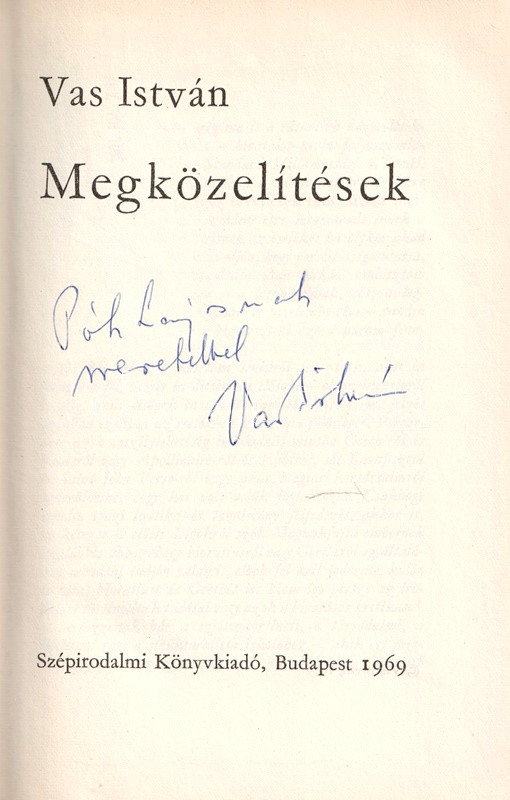 Vas István
Megközelítések
Pók Lajosnak
szeretettel
Vas István
Szépirodalmi Könyvkiadó, Budapest 1969